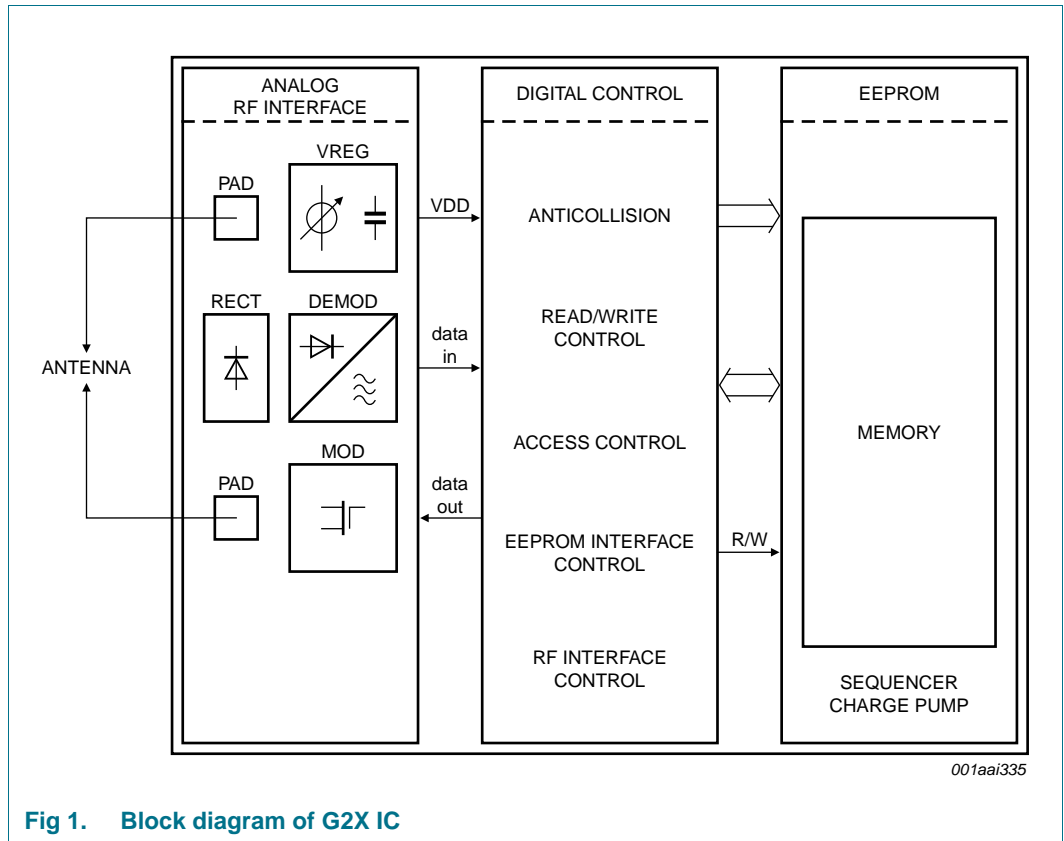 ANALOG
RF INTERFACE
VREG
PAD
RECT
DEMOD
ANTENNA
MOD
PAD
VDD
data
in
data
out
DIGITAL CONTROL
ANTICOLLISION
READ/WRITE
CONTROL
ACCESS CONTROL
EEPROM INTERFACE
CONTROL
RF INTERFACE
CONTROL
R/W
EEPROM
MEMORY
SEQUENCER
CHARGE PUMP
001aai335
Fig 1. Block diagram of G2X IC